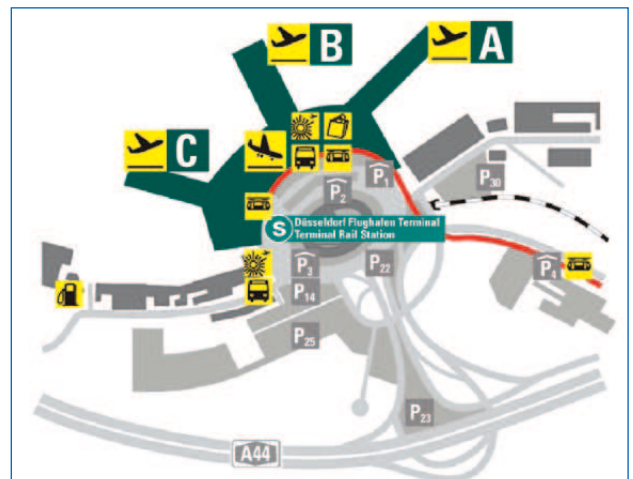 B
A
C
P1
P2
P30
S
Düsseldorf Flughafen Terminal
Terminal Rail Station
P3
P22
P4
P14
P25
P23
A44